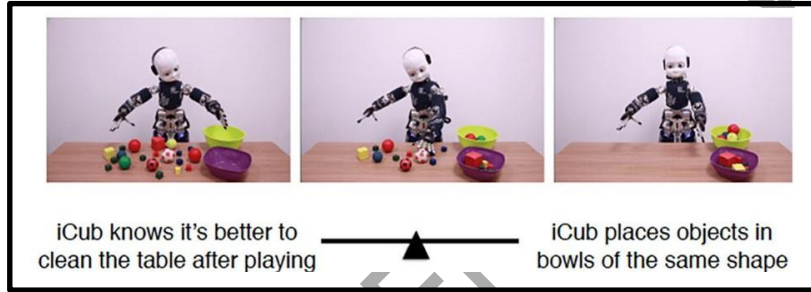 iCub knows it's better to
clean the table after playing
iCub places objects in
bowls of the same shape